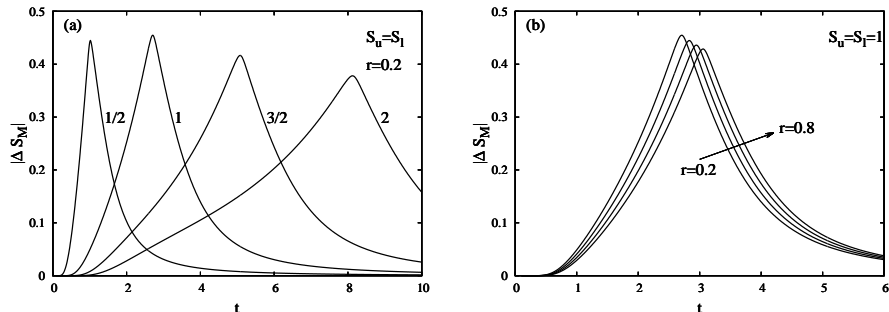 (a)
S_u=S_l
r=0.2
1/2
1
3/2
2
|Δ S_M|
0.5
0.4
0.3
0.2
0.1
0
0 2 4 6 8 10
t
(b)
S_u=S_l=1
r=0.8
r=0.2
|Δ S_M|
0.5
0.4
0.3
0.2
0.1
0
0 1 2 3 4 5 6
t